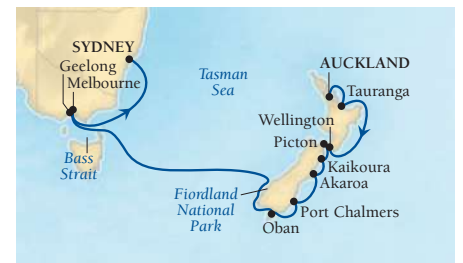 SYDNEY
Geelong
Melbourne
Bass
Strait
Tasman
Sea
AUCKLAND
Tauranga
Wellington
Picton
Kaikoura
Akaroa
Fiordland
National
Park
Port Chalmers
Oban